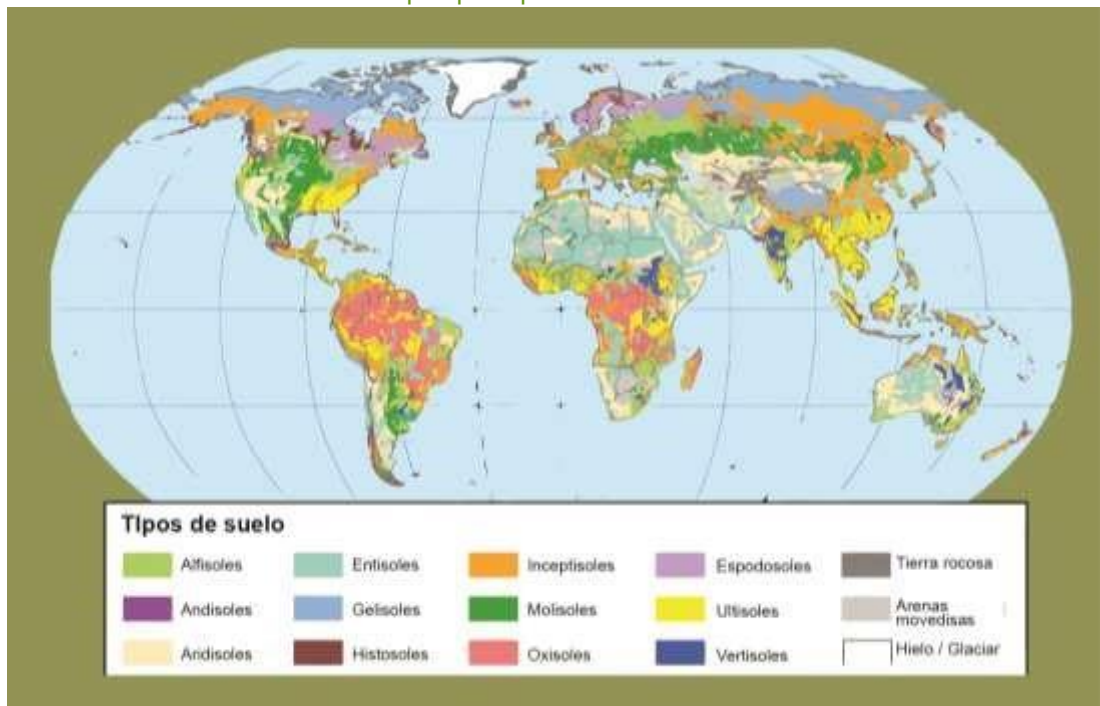 TIpos de suelo
Alfisoles
Entisoles
Inceptisoles
Espodosoles
Tierra rocosa
Andisoles
Gelisoles
Molisoles
Ultisoles
Arenas
movedisas
Aridisoles
Histosoles
Oxisoles
Vertisoles
Hielo / Glaciar